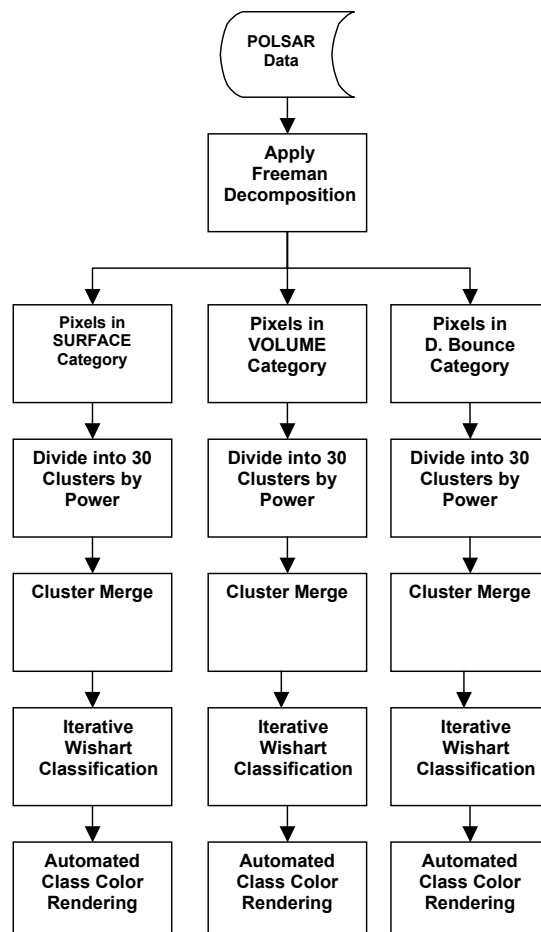 POLSAR
Data
Apply
Freeman
Decomposition
Pixels in
SURFACE
Category
Pixels in
VOLUME
Category
Pixels in
D. Bounce
Category
Divide into 30
Clusters by
Power
Divide into 30
Clusters by
Power
Divide into 30
Clusters by
Power
Cluster Merge
Cluster Merge
Cluster Merge
Iterative
Wishart
Classification
Iterative
Wishart
Classification
Iterative
Wishart
Classification
Automated
Class Color
Rendering
Automated
Class Color
Rendering
Automated
Class Color
Rendering